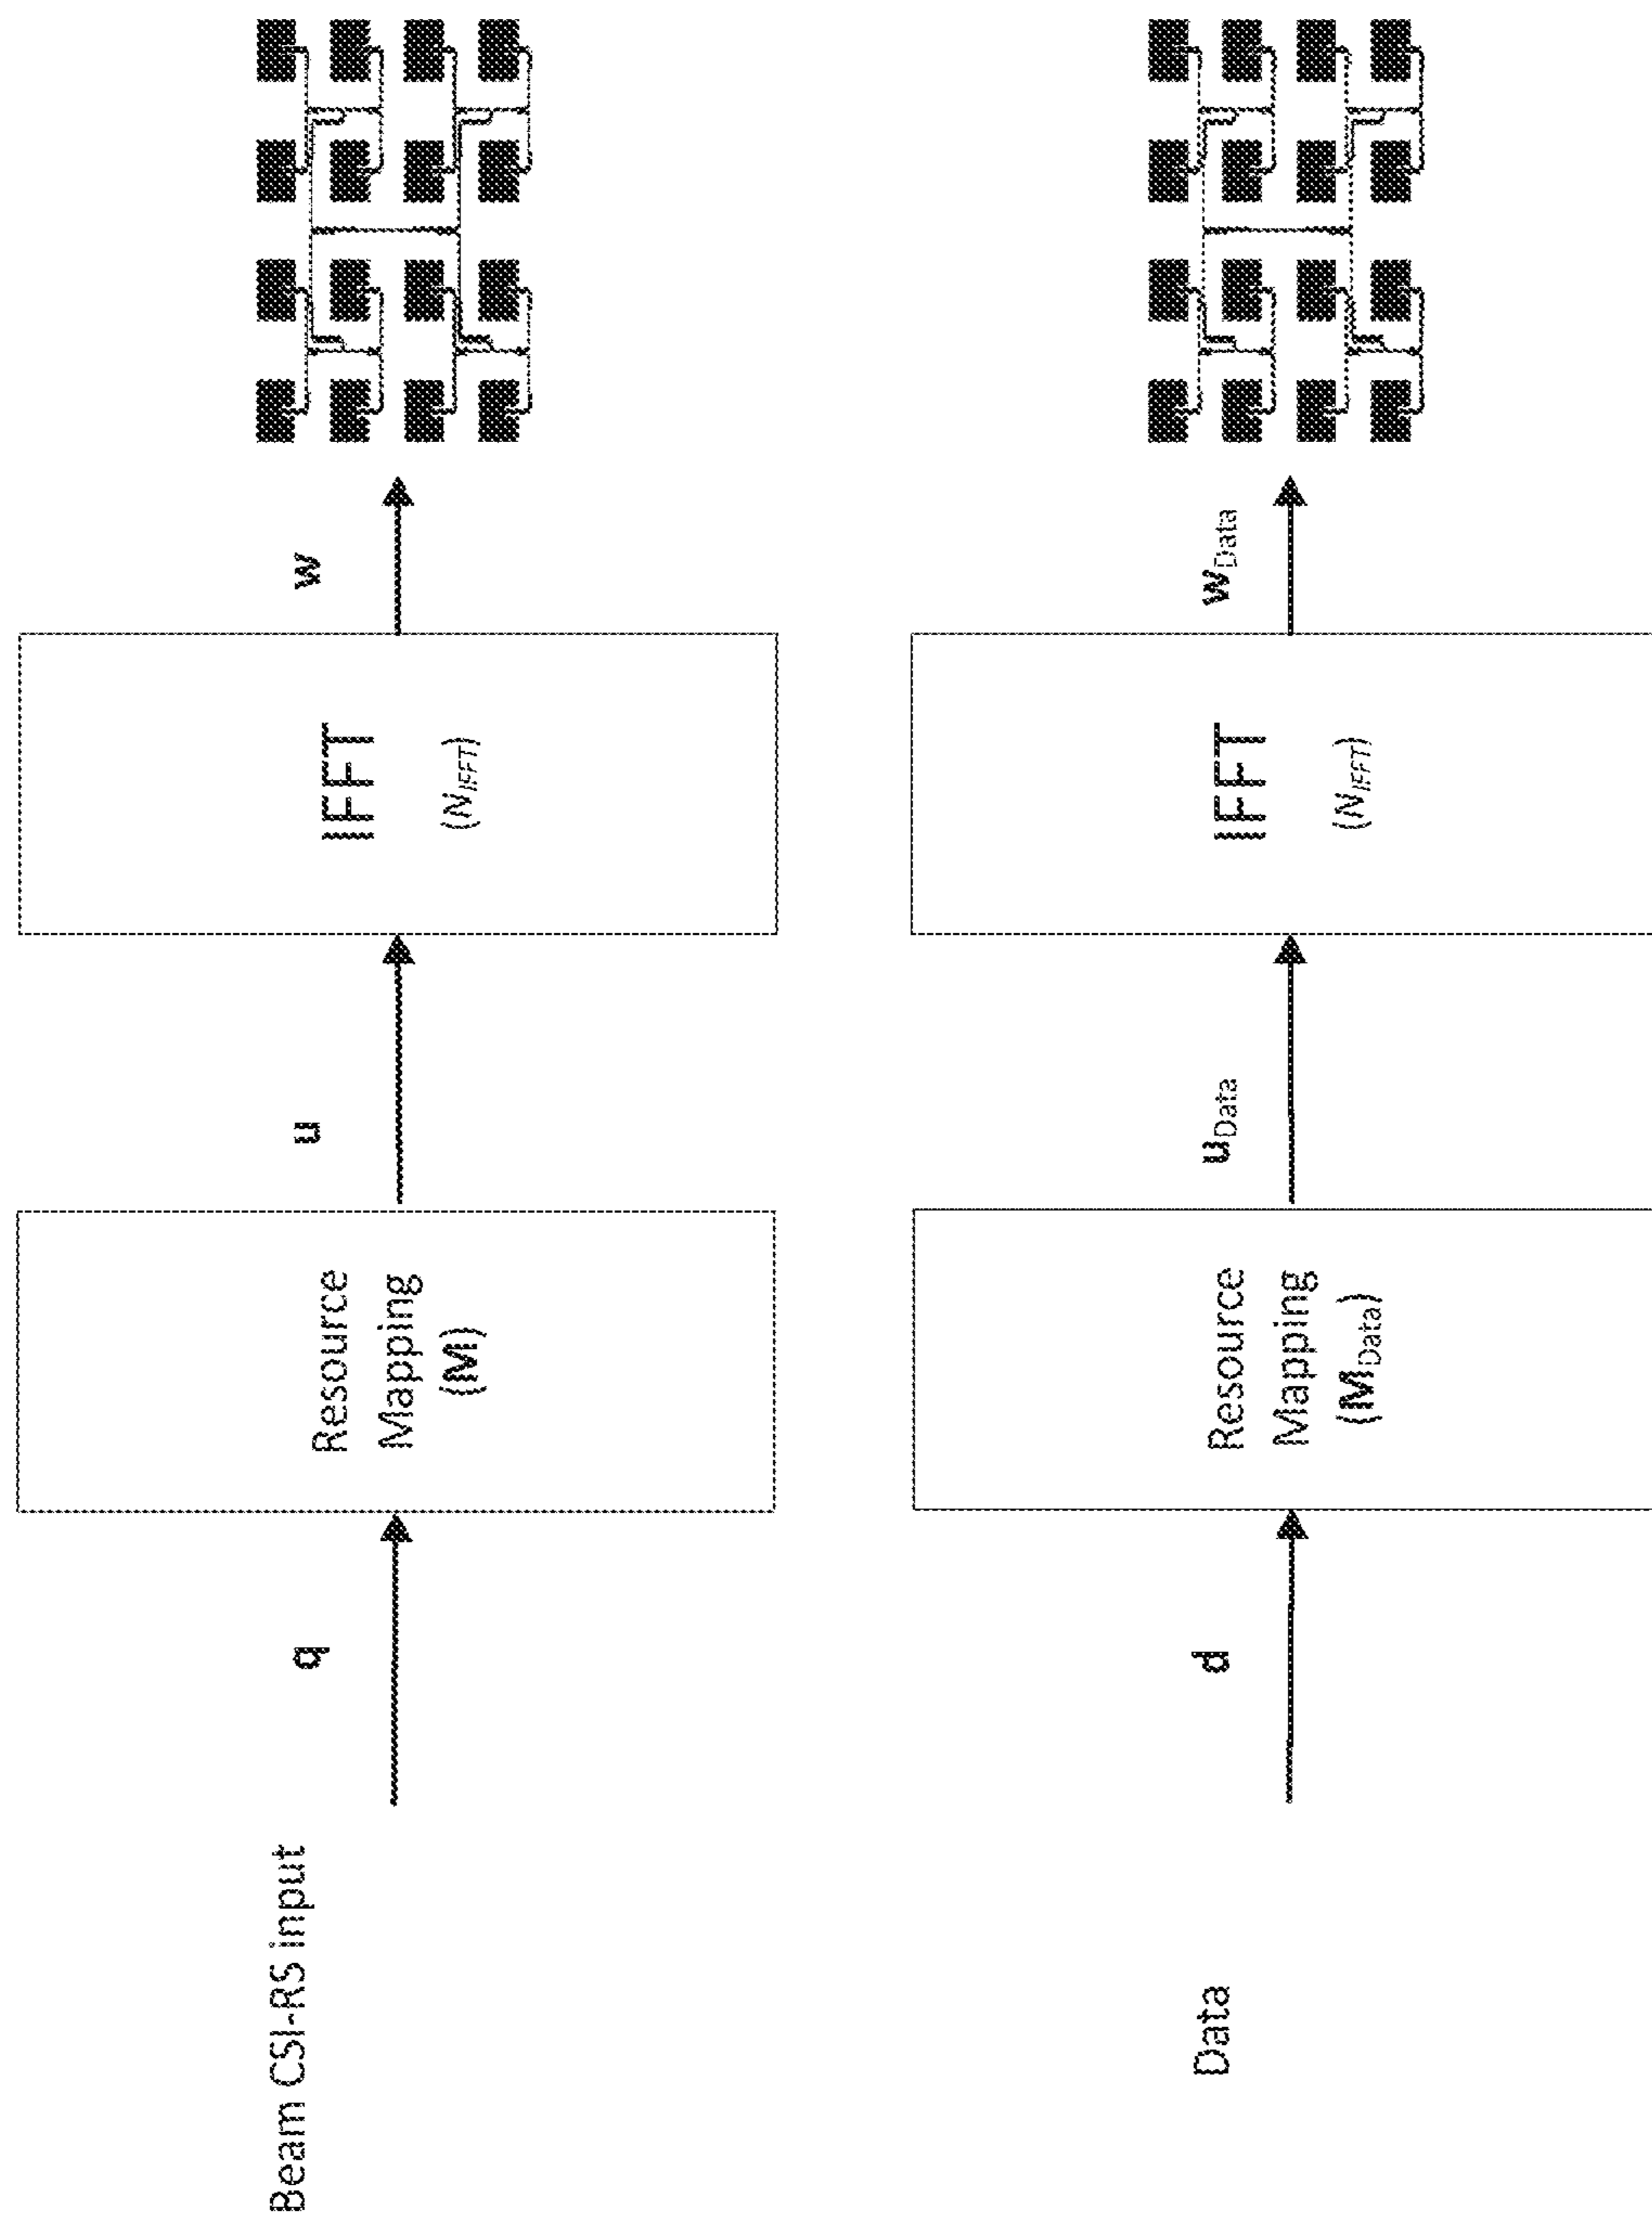 Beam CSI-RS input
q
Resource
Mapping
(M)
u
IFFT
(N_IFFT)
w
Data
d
Resource
Mapping
(M_Data)
u_Data
IFFT
(N_IFFT)
w_Data